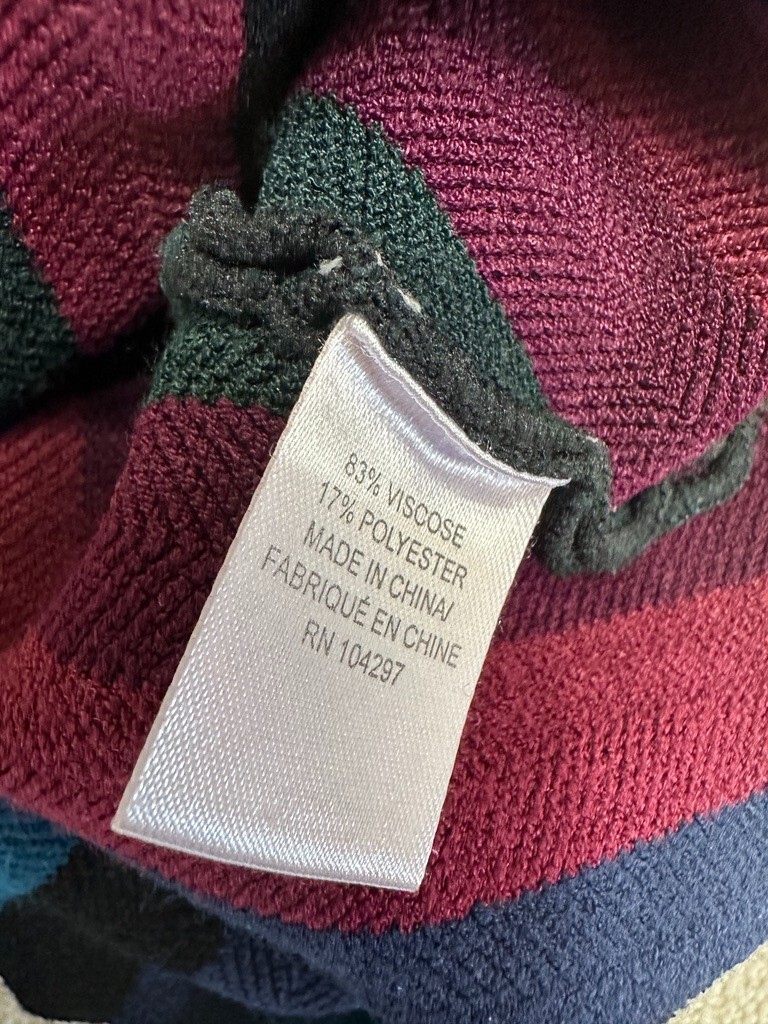 83% VISCOSE
17% POLYESTER
MADE IN CHINA/
FABRIQUÉ EN CHINE
RN 104297